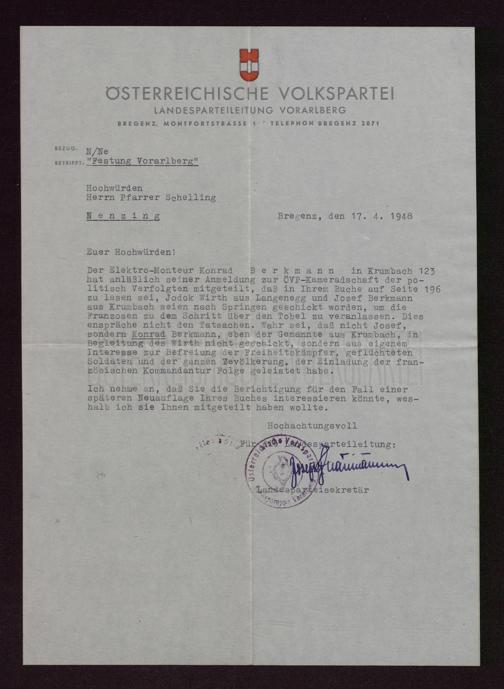 ÖSTERREICHISCHE VOLKSPARTEI
LANDESPARTEILEITUNG VORARLBERG
BREGENZ, MONTFORTSTRASSE 1 TELEPHON BREGENZ 2071
BEZUG: N/Ne
BETRIFFT: "Festung Vorarlberg"
Hochwürden
Herrn Pfarrer Schelling
Nenzing
Bregenz, den 17. 4. 1948
Euer Hochwürden!
Der Elektro-Monteur Konrad Berkmann in Krumbach 123
hat anläßlich seiner Anmeldung zur ÖVP-Kameradschaft der po-
litisch Verfolgten mitgeteilt, daß in Ihrem Buche auf Seite 196
zu lesen sei, Jodok Wirth aus Langenegg und Josef Berkmann
aus Krumbach seien nach Springen geschickt worden, um die
Franzosen zu dem Schritt über den Tobel zu veranlassen. Dies
enspräche nicht den Tatsachen. Wahr sei, daß nicht Josef,
sondern Konrad Berkmann, eben der Genannte aus Krumbach, in
Begleitung des Wirth nicht geschickt, sondern aus eigenem
Interesse zur Befreiung der Freiheitskämpfer, geflüchteten
Soldaten und der ganzen Bevölkerung, der Einladung der fran-
zösischen Kommandantur Folge geleistet habe.
Ich nehme an, daß Sie die Berichtigung für den Fall einer
späteren Neuauflage Ihres Buches interessieren könnte, wes-
halb ich sie Ihnen mitgeteilt haben wollte.
Hochachtungsvoll
Für Landesparteileitung:
Österreichische Volkspartei
Landesparteisekretär